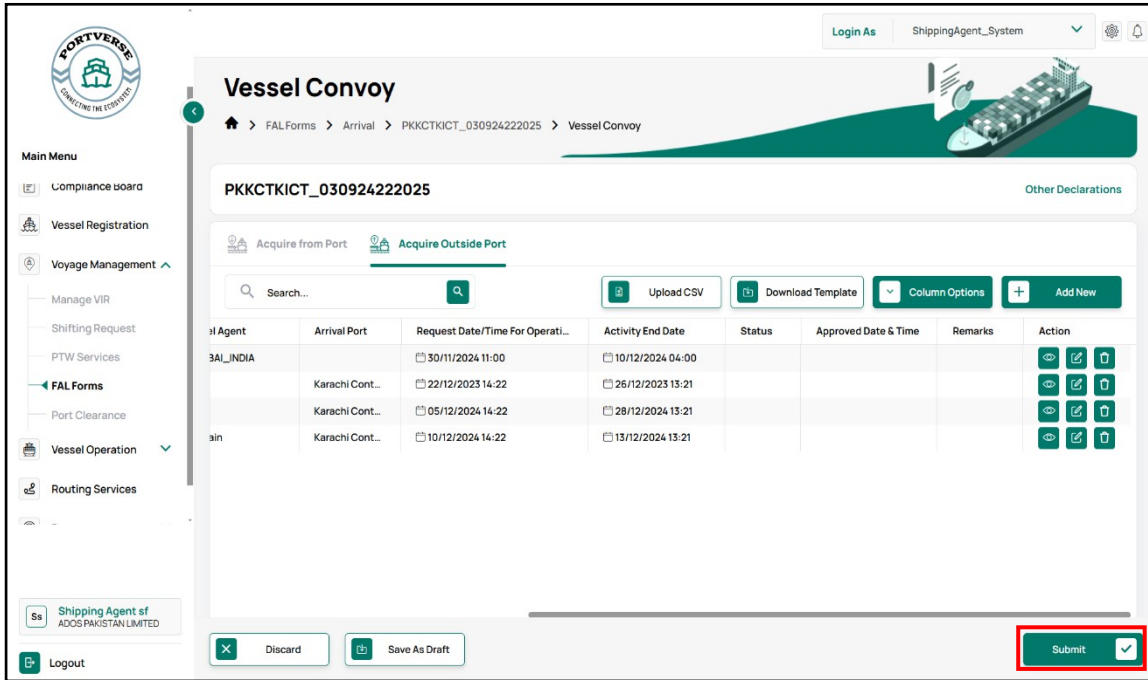 PORTVERSE
CONNECTING THE ECOSYSTEM
Login As ShippingAgent_System
Vessel Convoy
> FAL Forms > Arrival > PKKCTKICT_030924222025 > Vessel Convoy
Main Menu
Compliance Board
Vessel Registration
Voyage Management
Manage VIR
Shifting Request
PTW Services
FAL Forms
Port Clearance
Vessel Operation
Routing Services
Ss Shipping Agent sf
ADOS PAKISTAN LIMITED
Logout
PKKCTKICT_030924222025 Other Declarations
Acquire from Port Acquire Outside Port
Search... Upload CSV Download Template Column Options + Add New
el Agent Arrival Port Request Date/Time For Operati... Activity End Date Status Approved Date & Time Remarks Action
BAI_INDIA 30/11/2024 11:00 10/12/2024 04:00
Karachi Cont... 22/12/2023 14:22 26/12/2023 13:21
Karachi Cont... 05/12/2024 14:22 28/12/2024 13:21
ain Karachi Cont... 10/12/2024 14:22 13/12/2024 13:21
Discard Save As Draft Submit